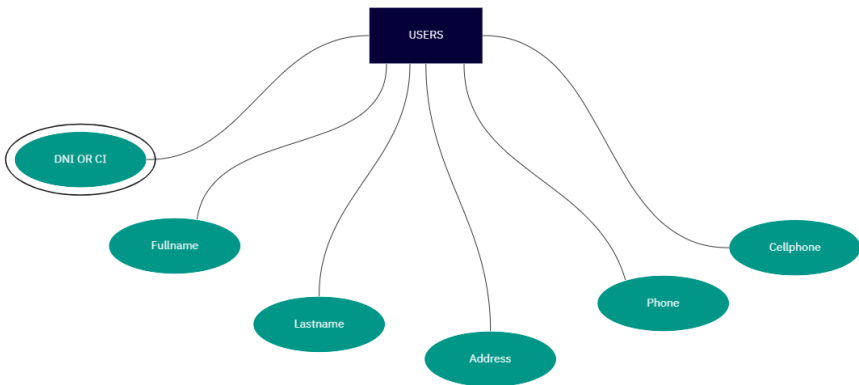 USERS
DNI OR CI
Fullname
Cellphone
Phone
Lastname
Address